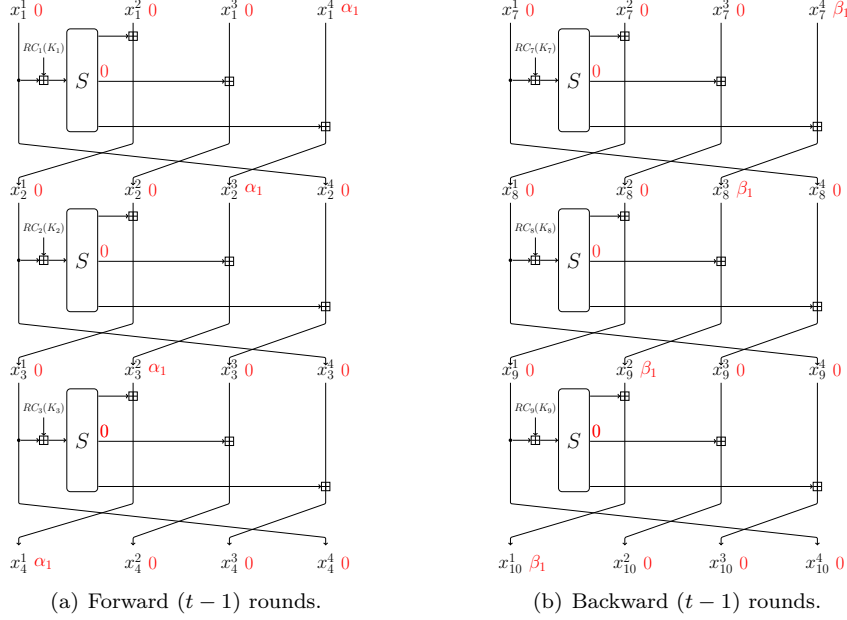 x_1^1 0 x_1^2 0 x_1^3 0 x_1^4 α_1
RC_1(K_1)
S
0
x_2^1 0 x_2^2 0 x_2^3 α_1 x_2^4 0
RC_2(K_2)
S
0
x_3^1 0 x_3^2 α_1 x_3^3 0 x_3^4 0
RC_3(K_3)
S
0
x_4^1 α_1 x_4^2 0 x_4^3 0 x_4^4 0
(a) Forward (t − 1) rounds.
x_7^1 0 x_7^2 0 x_7^3 0 x_7^4 β_1
RC_7(K_7)
S
0
x_8^1 0 x_8^2 0 x_8^3 β_1 x_8^4 0
RC_8(K_8)
S
0
x_9^1 0 x_9^2 β_1 x_9^3 0 x_9^4 0
RC_9(K_9)
S
0
x_10^1 β_1 x_10^2 0 x_10^3 0 x_10^4 0
(b) Backward (t − 1) rounds.